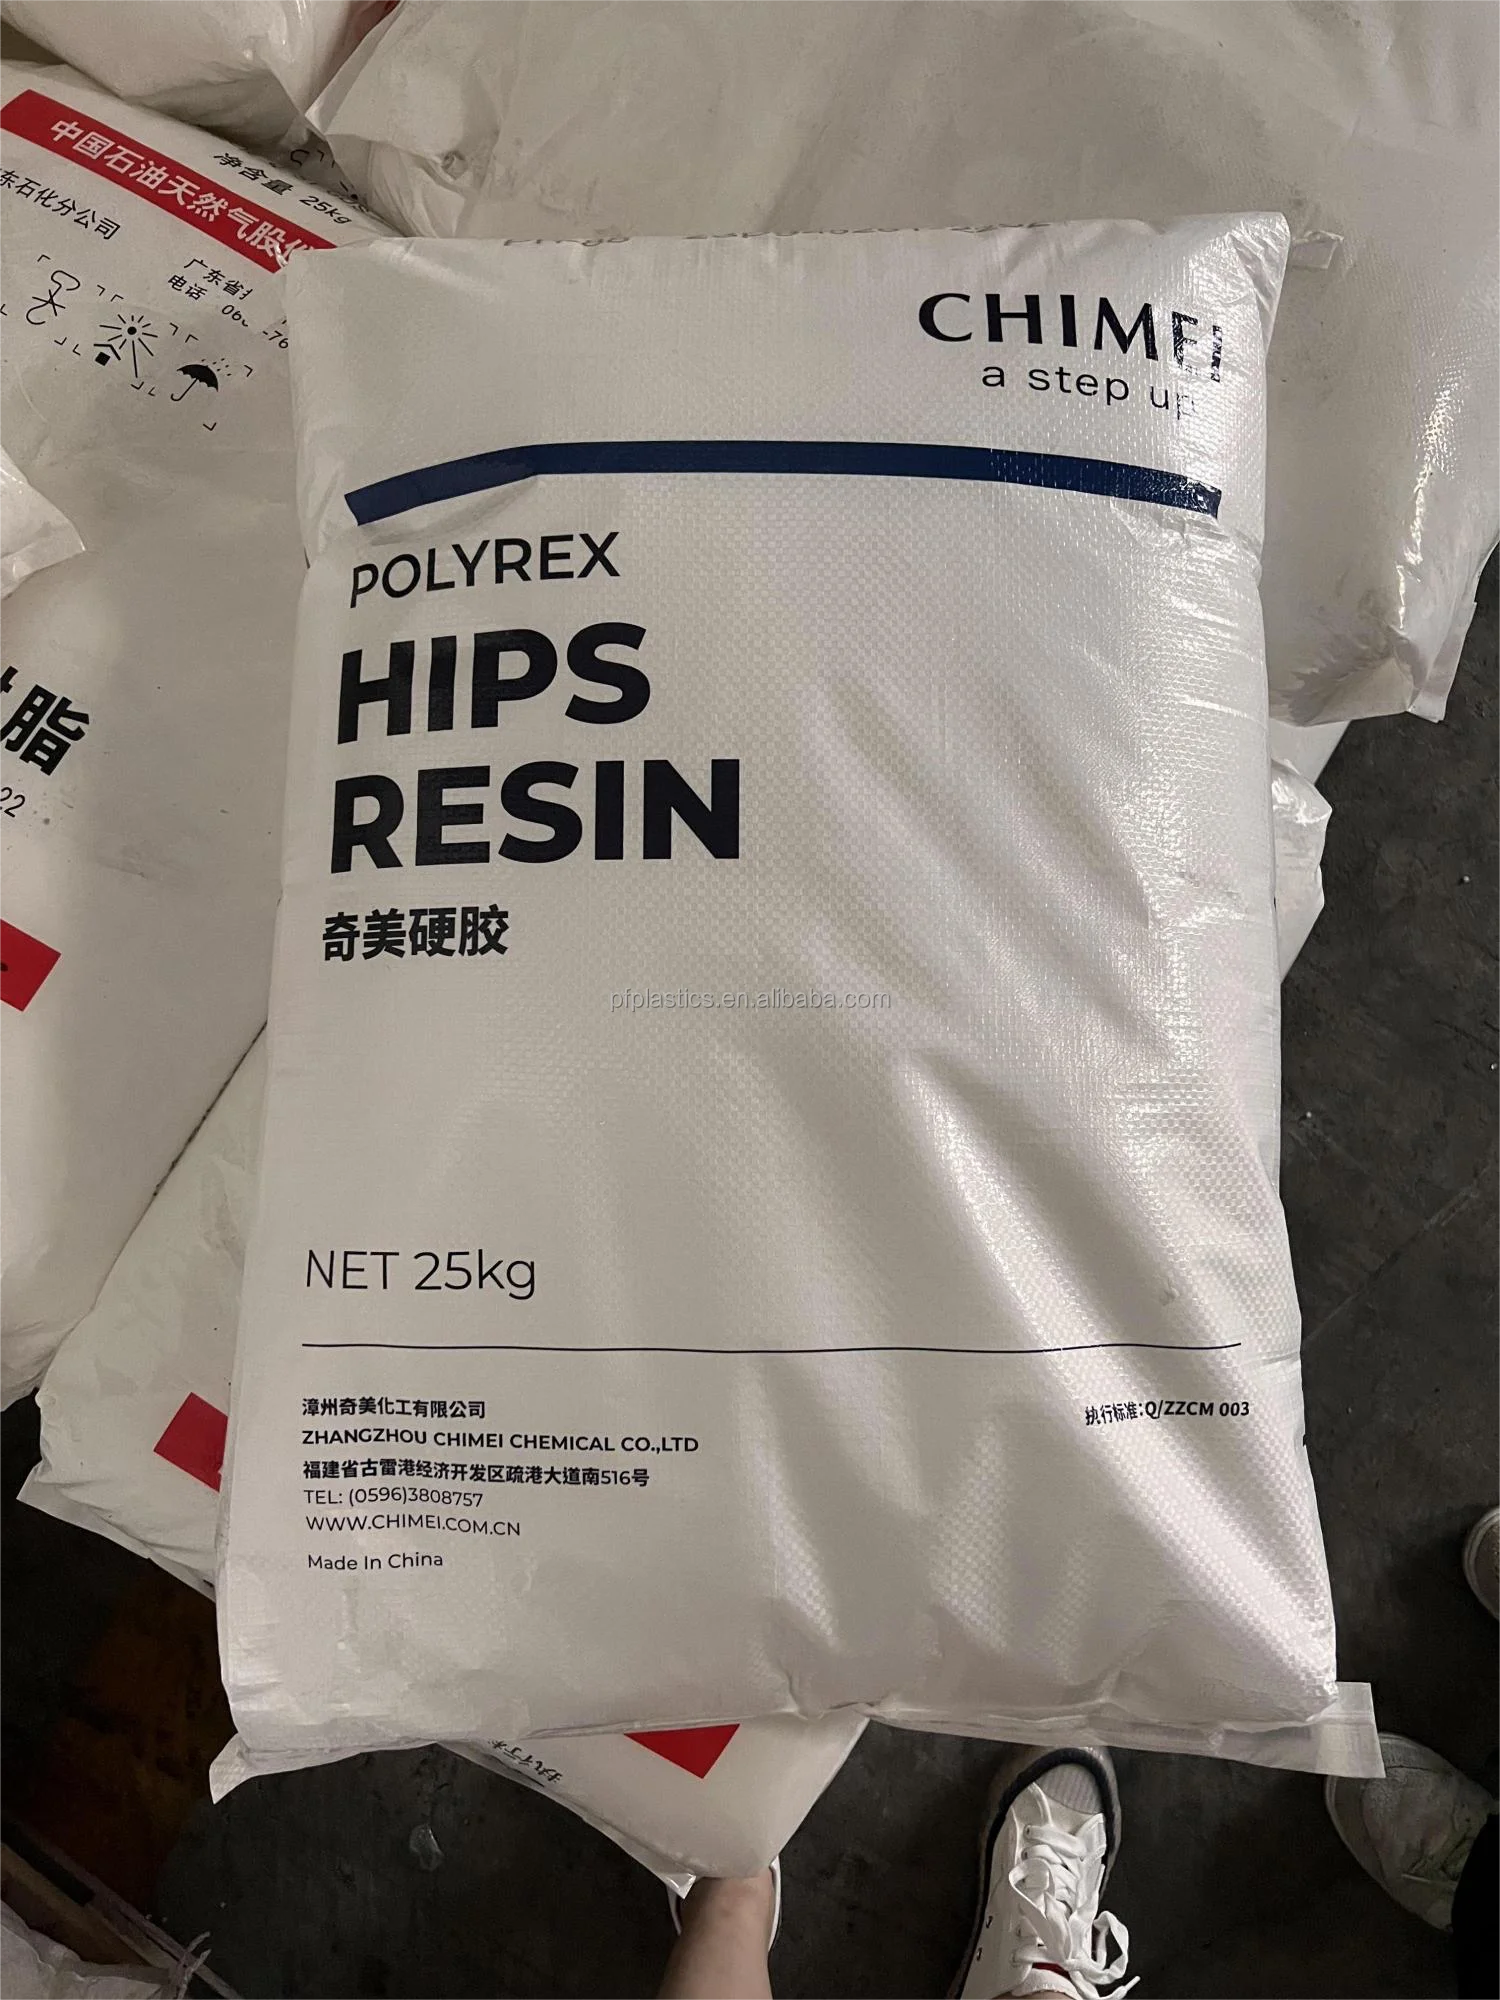 中国石油天然气股份
净含量 25kg
东石化分公司
广东省
电话
CHIMEI
a step up
POLYREX
HIPS
RESIN
奇美硬胶
脂
22
pfplastics.en.alibaba.com
NET 25kg
漳州奇美化工有限公司
执行标准:Q/ZZCM 003
ZHANGZHOU CHIMEI CHEMICAL CO.,LTD
福建省古雷港经济开发区疏港大道南516号
TEL: (0596)3808757
WWW.CHIMEI.COM.CN
Made In China